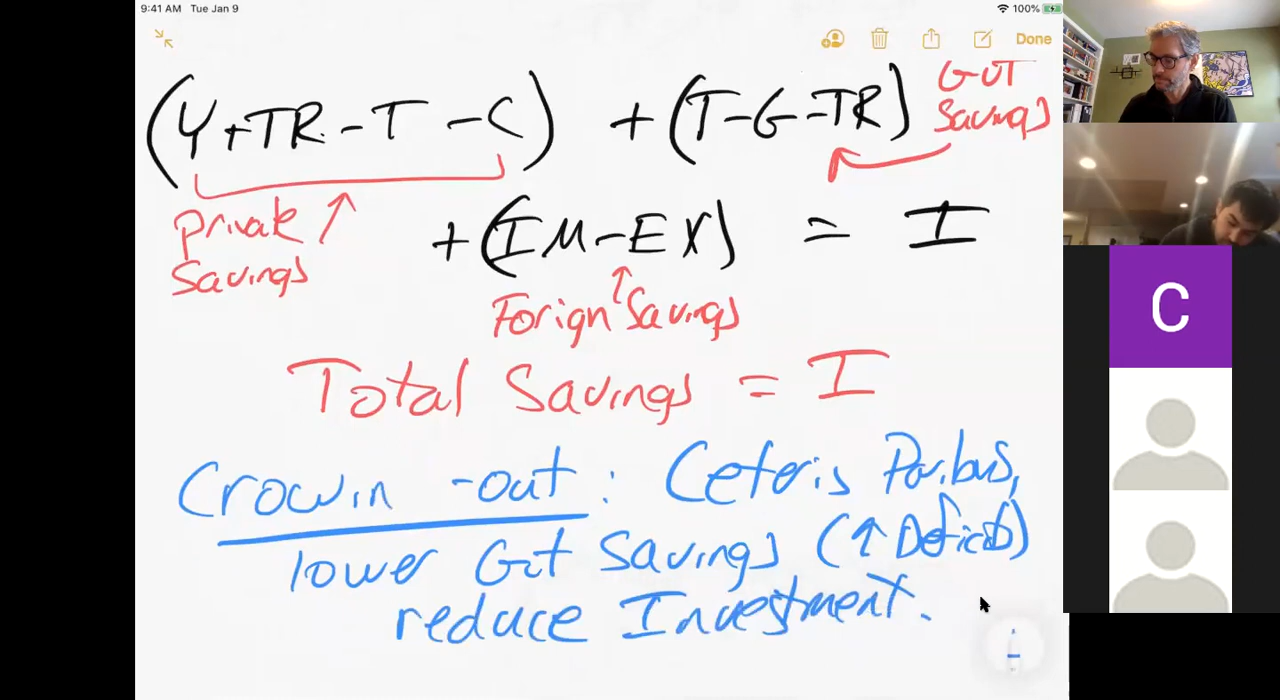 9:41 AM Tue Jan 9
100%
Done
(Y+TR-T-C) + (T-G-TR)
Gvt
Savings
Private
Savings
+(IM-EX) = I
Forign Savings
Total Savings = I
Crowin-out: Ceteris Paribus,
lower Gvt Savings (↑ Deficits)
reduce Investment.
C